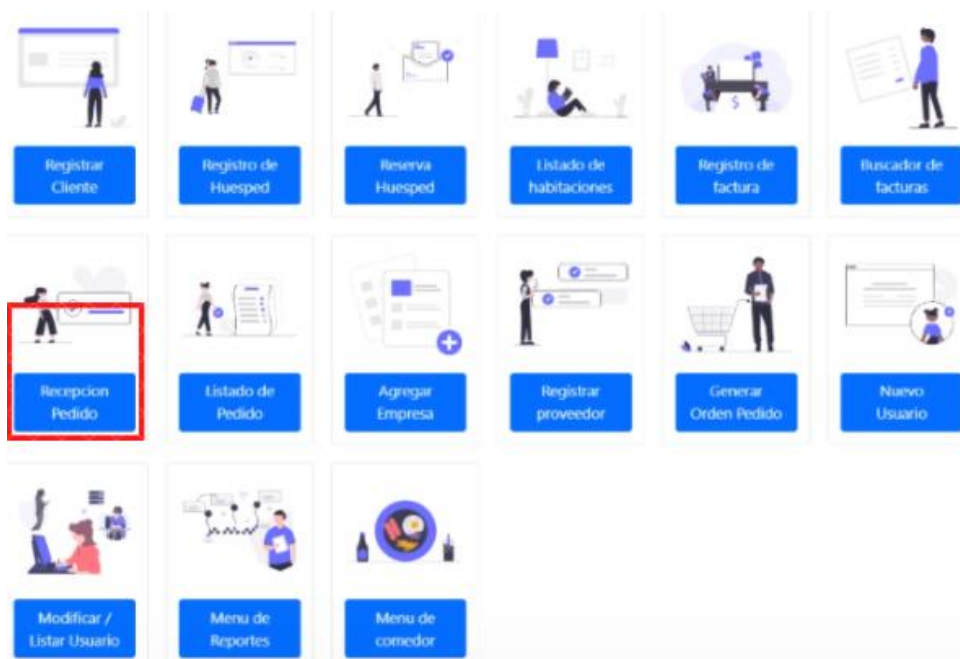 Registrar
Cliente
Registro de
Huesped
Reserva
Huesped
Listado de
habitaciones
Registro de
factura
Buscador de
facturas
Recepcion
Pedido
Listado de
Pedido
Agregar
Empresa
Registrar
proveedor
Generar
Orden Pedido
Nuevo
Usuario
Modificar /
Listar Usuario
Menu de
Reportes
Menu de
comedor